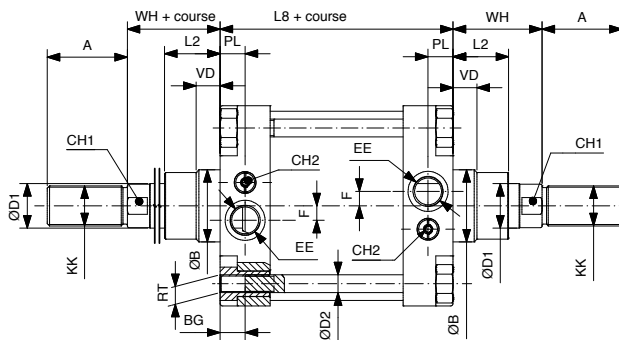 WH + course
L8 + course
WH
A
A
L2
PL
PL
L2
VD
VD
CH1
CH2
EE
CH1
ØD1
F
F
KK
ØB
EE
CH2
ØD1
KK
RT
BG
ØD2
ØB